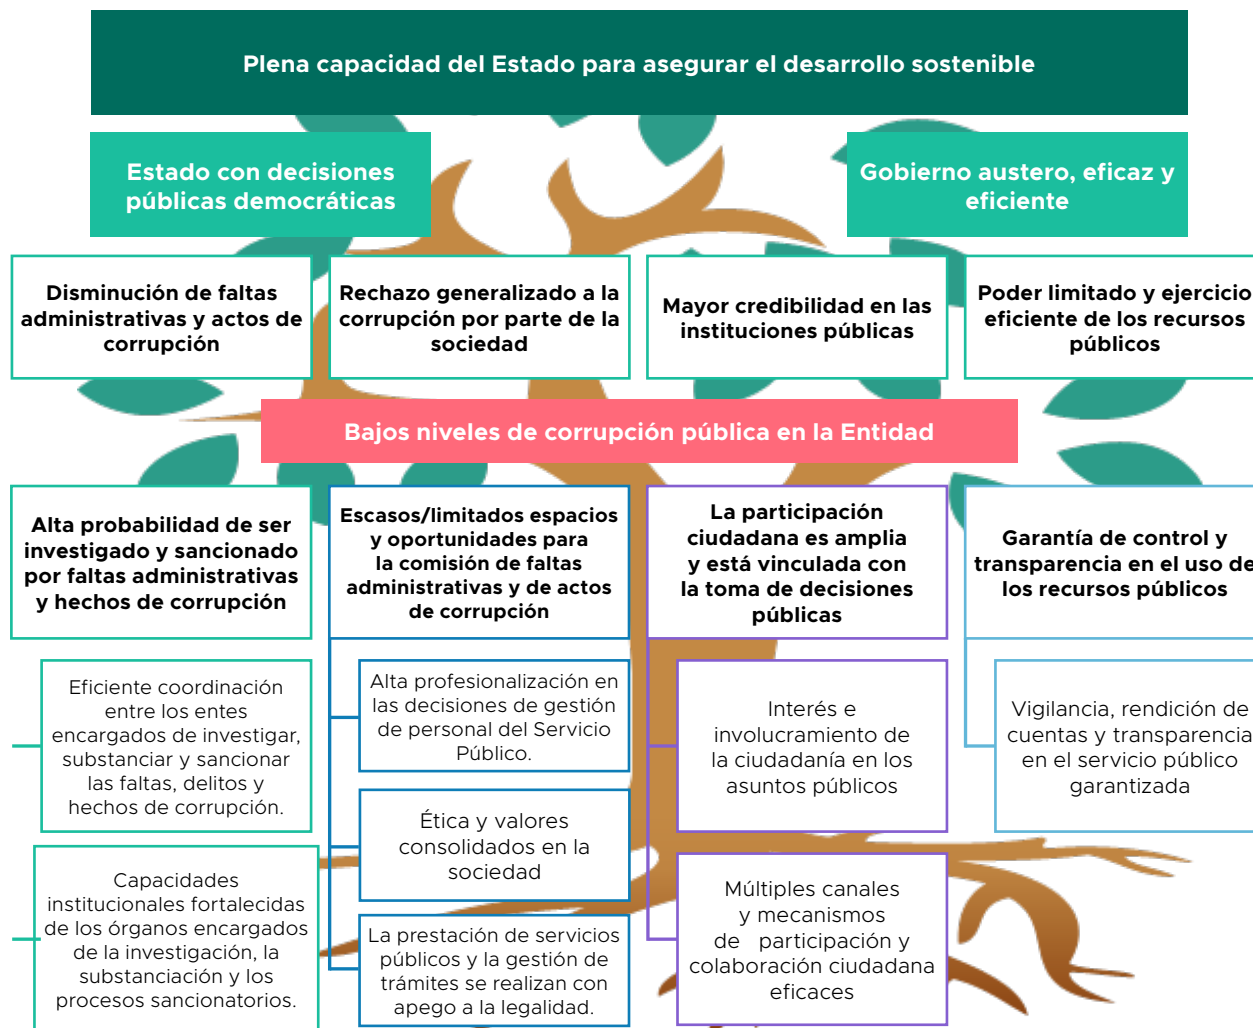 Plena capacidad del Estado para asegurar el desarrollo sostenible
Estado con decisiones
públicas democráticas
Gobierno austero, eficaz y
eficiente
Disminución de faltas
administrativas y actos de
corrupción
Rechazo generalizado a la
corrupción por parte de la
sociedad
Mayor credibilidad en las
instituciones públicas
Poder limitado y ejercicio
eficiente de los recursos
públicos
Bajos niveles de corrupción pública en la Entidad
Alta probabilidad de ser
investigado y sancionado
por faltas administrativas
y hechos de corrupción
Escasos/limitados espacios
y oportunidades para
la comisión de faltas
administrativas y de actos
de corrupción
La participación
ciudadana es amplia
y está vinculada con
la toma de decisiones
públicas
Garantía de control y
transparencia en el uso de
los recursos públicos
Eficiente coordinación
entre los entes
encargados de investigar,
substanciar y sancionar
las faltas, delitos y
hechos de corrupción.
Capacidades
institucionales fortalecidas
de los órganos encargados
de la investigación, la
substanciación y los
procesos sancionatorios.
Alta profesionalización en
las decisiones de gestión
de personal del Servicio
Público.
Ética y valores
consolidados en la
sociedad
La prestación de servicios
públicos y la gestión de
trámites se realizan con
apego a la legalidad.
Interés e
involucramiento de
la ciudadanía en los
asuntos públicos
Múltiples canales
y mecanismos
de participación y
colaboración ciudadana
eficaces
Vigilancia, rendición de
cuentas y transparencia
en el servicio público
garantizada